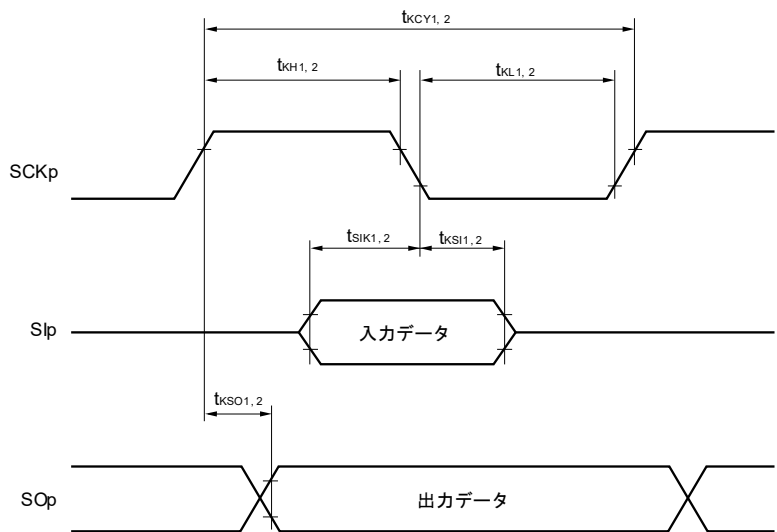 tKCY1, 2
tKH1, 2
tKL1, 2
SCKp
tSIK1, 2
tKSI1, 2
SIp
入力データ
tKSO1, 2
SOp
出力データ